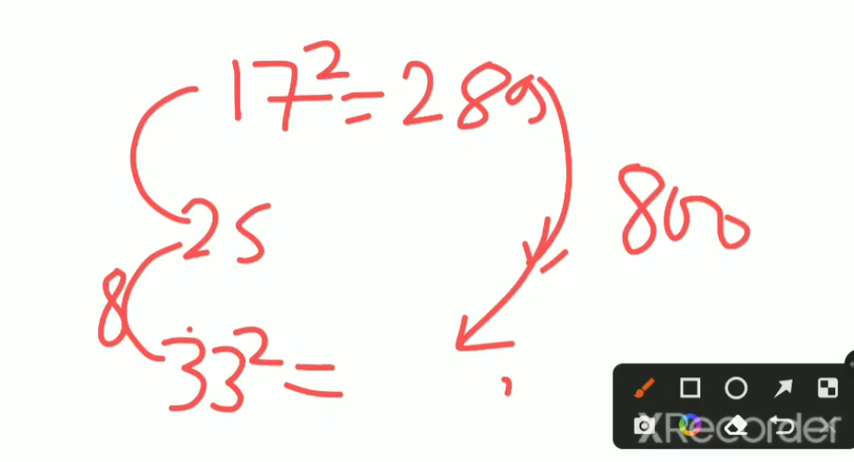 17² = 289
800
25
8
33² =
XRecorder